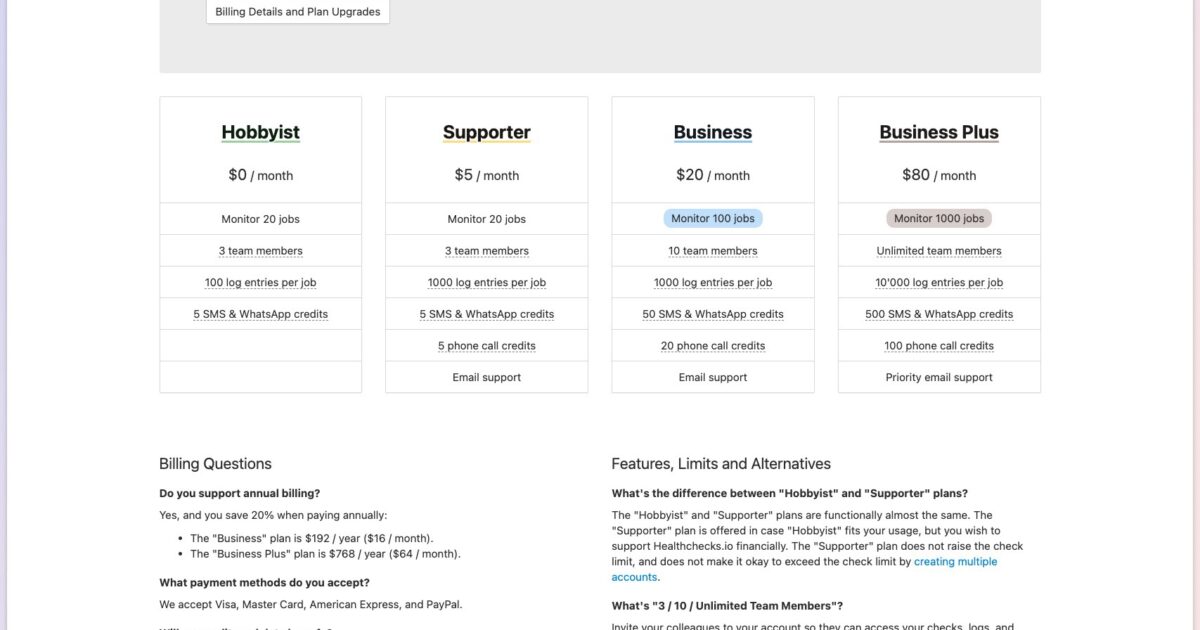 Billing Details and Plan Upgrades
Hobbyist
$0 / month
Monitor 20 jobs
3 team members
100 log entries per job
5 SMS & WhatsApp credits
Supporter
$5 / month
Monitor 20 jobs
3 team members
1000 log entries per job
5 SMS & WhatsApp credits
5 phone call credits
Email support
Business
$20 / month
Monitor 100 jobs
10 team members
1000 log entries per job
50 SMS & WhatsApp credits
20 phone call credits
Email support
Business Plus
$80 / month
Monitor 1000 jobs
Unlimited team members
10'000 log entries per job
500 SMS & WhatsApp credits
100 phone call credits
Priority email support
Billing Questions
Do you support annual billing?
Yes, and you save 20% when paying annually:
• The "Business" plan is $192 / year ($16 / month).
• The "Business Plus" plan is $768 / year ($64 / month).
What payment methods do you accept?
We accept Visa, Master Card, American Express, and PayPal.
Features, Limits and Alternatives
What's the difference between "Hobbyist" and "Supporter" plans?
The "Hobbyist" and "Supporter" plans are functionally almost the same. The
"Supporter" plan is offered in case "Hobbyist" fits your usage, but you wish to
support Healthchecks.io financially. The "Supporter" plan does not raise the check
limit, and does not make it okay to exceed the check limit by creating multiple
accounts.
What's "3 / 10 / Unlimited Team Members"?
Invite your colleagues to your account so they can access your checks, logs, and